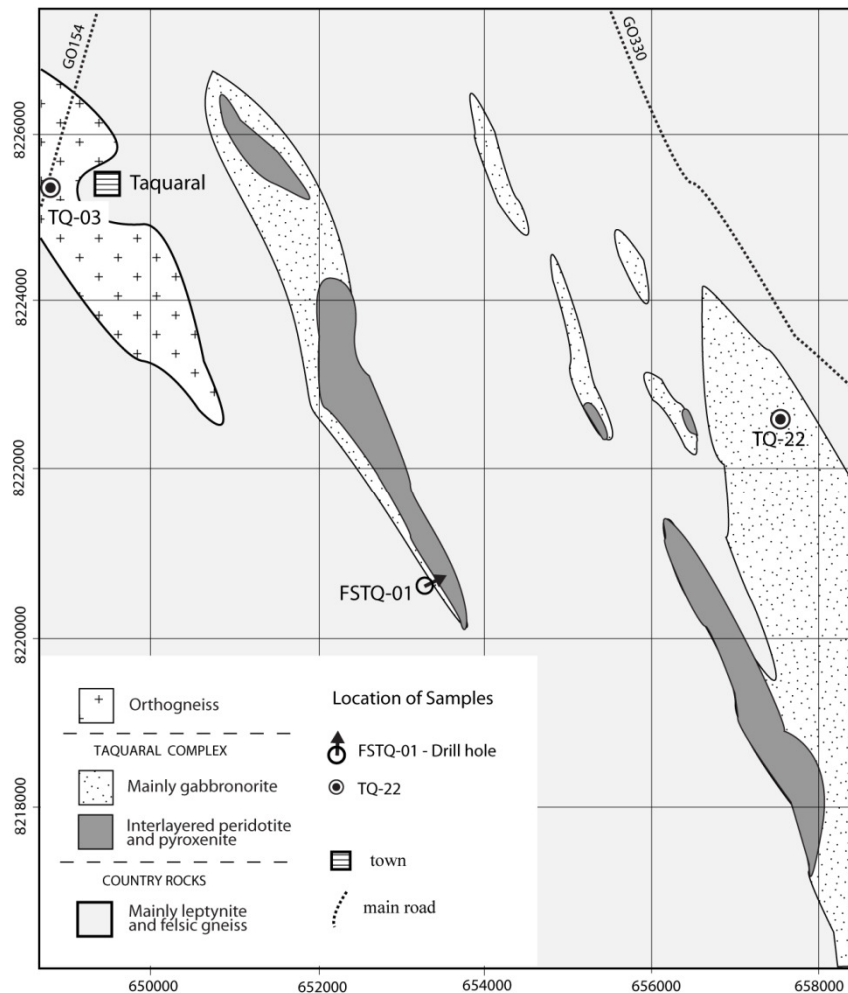 GO154
GO330
8226000
Taquaral
TQ-03
8224000
TQ-22
8222000
FSTQ-01
8220000
Location of Samples
Orthogneiss
TAQUARAL COMPLEX
FSTQ-01 - Drill hole
Mainly gabbronorite
TQ-22
8218000
Interlayered peridotite
and pyroxenite
town
COUNTRY ROCKS
Mainly leptynite
and felsic gneiss
main road
650000
652000
654000
656000
658000